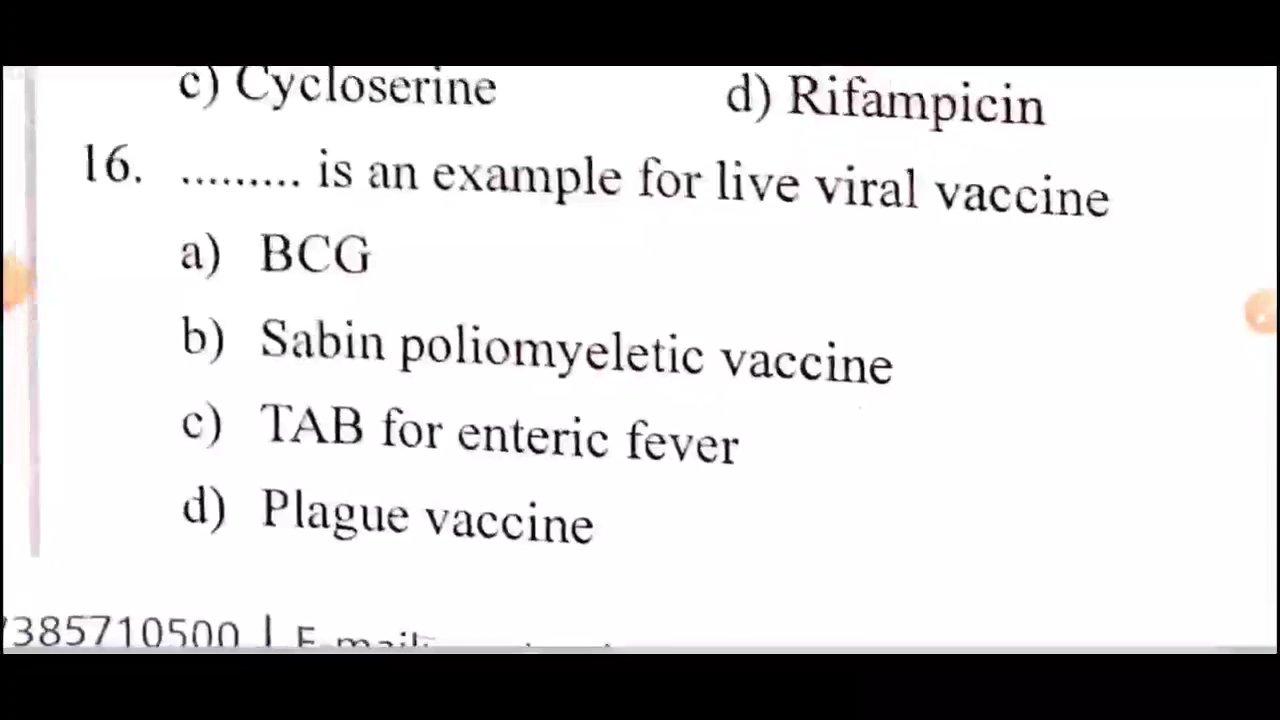 c) Cycloserine d) Rifampicin
16. ......... is an example for live viral vaccine
a) BCG
b) Sabin poliomyeletic vaccine
c) TAB for enteric fever
d) Plague vaccine
385710500 |